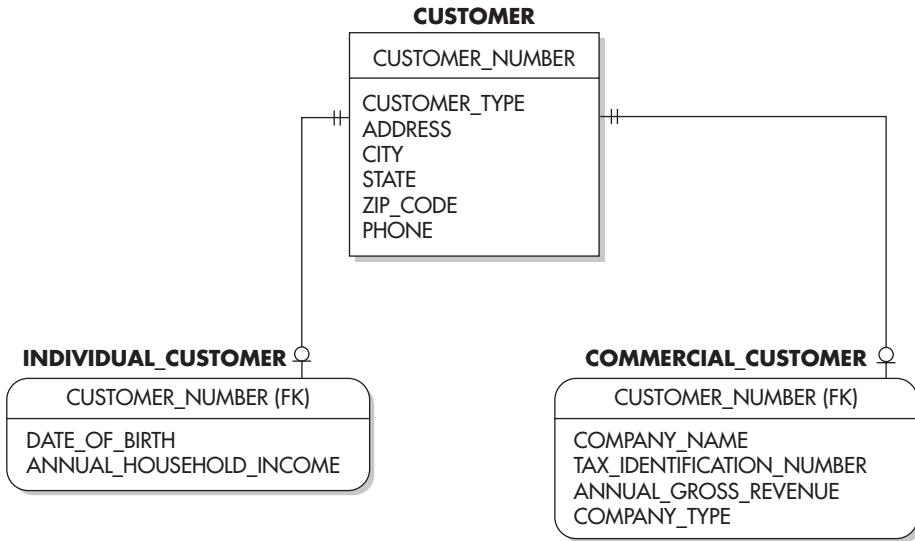 CUSTOMER
CUSTOMER_NUMBER
CUSTOMER_TYPE
ADDRESS
CITY
STATE
ZIP_CODE
PHONE
INDIVIDUAL_CUSTOMER
CUSTOMER_NUMBER (FK)
DATE_OF_BIRTH
ANNUAL_HOUSEHOLD_INCOME
COMMERCIAL_CUSTOMER
CUSTOMER_NUMBER (FK)
COMPANY_NAME
TAX_IDENTIFICATION_NUMBER
ANNUAL_GROSS_REVENUE
COMPANY_TYPE